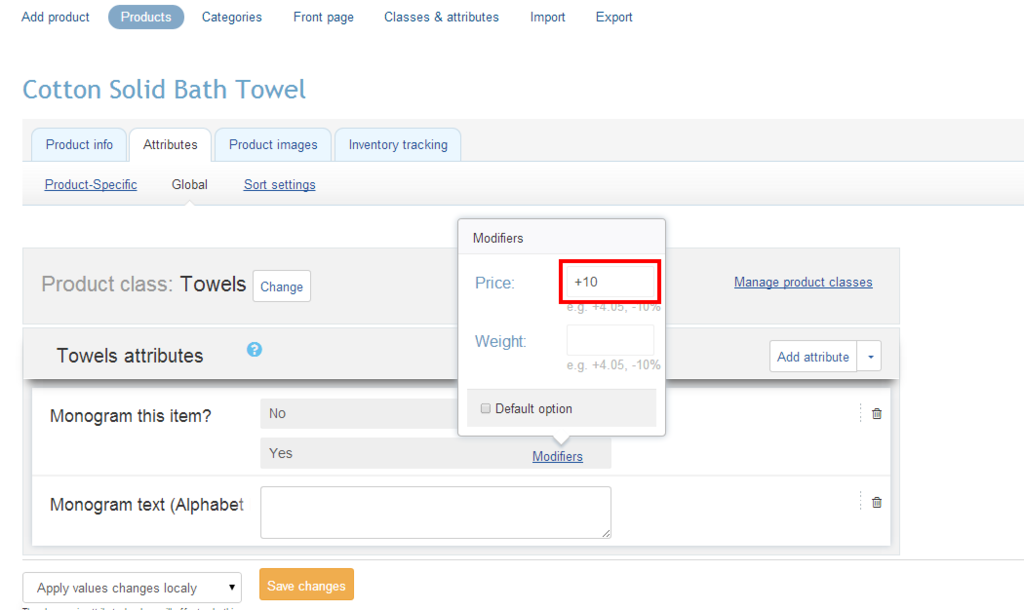 Add product Products Categories Front page Classes & attributes Import Export
Cotton Solid Bath Towel
Product info Attributes Product images Inventory tracking
Product-Specific Global Sort settings
Modifiers
Price: +10
e.g. +4.05, -10%
Weight:
e.g. +4.05, -10%
Default option
Product class: Towels Change Manage product classes
Towels attributes ? Add attribute
Monogram this item? No
Yes Modifiers
Monogram text (Alphabet
Apply values changes localy Save changes